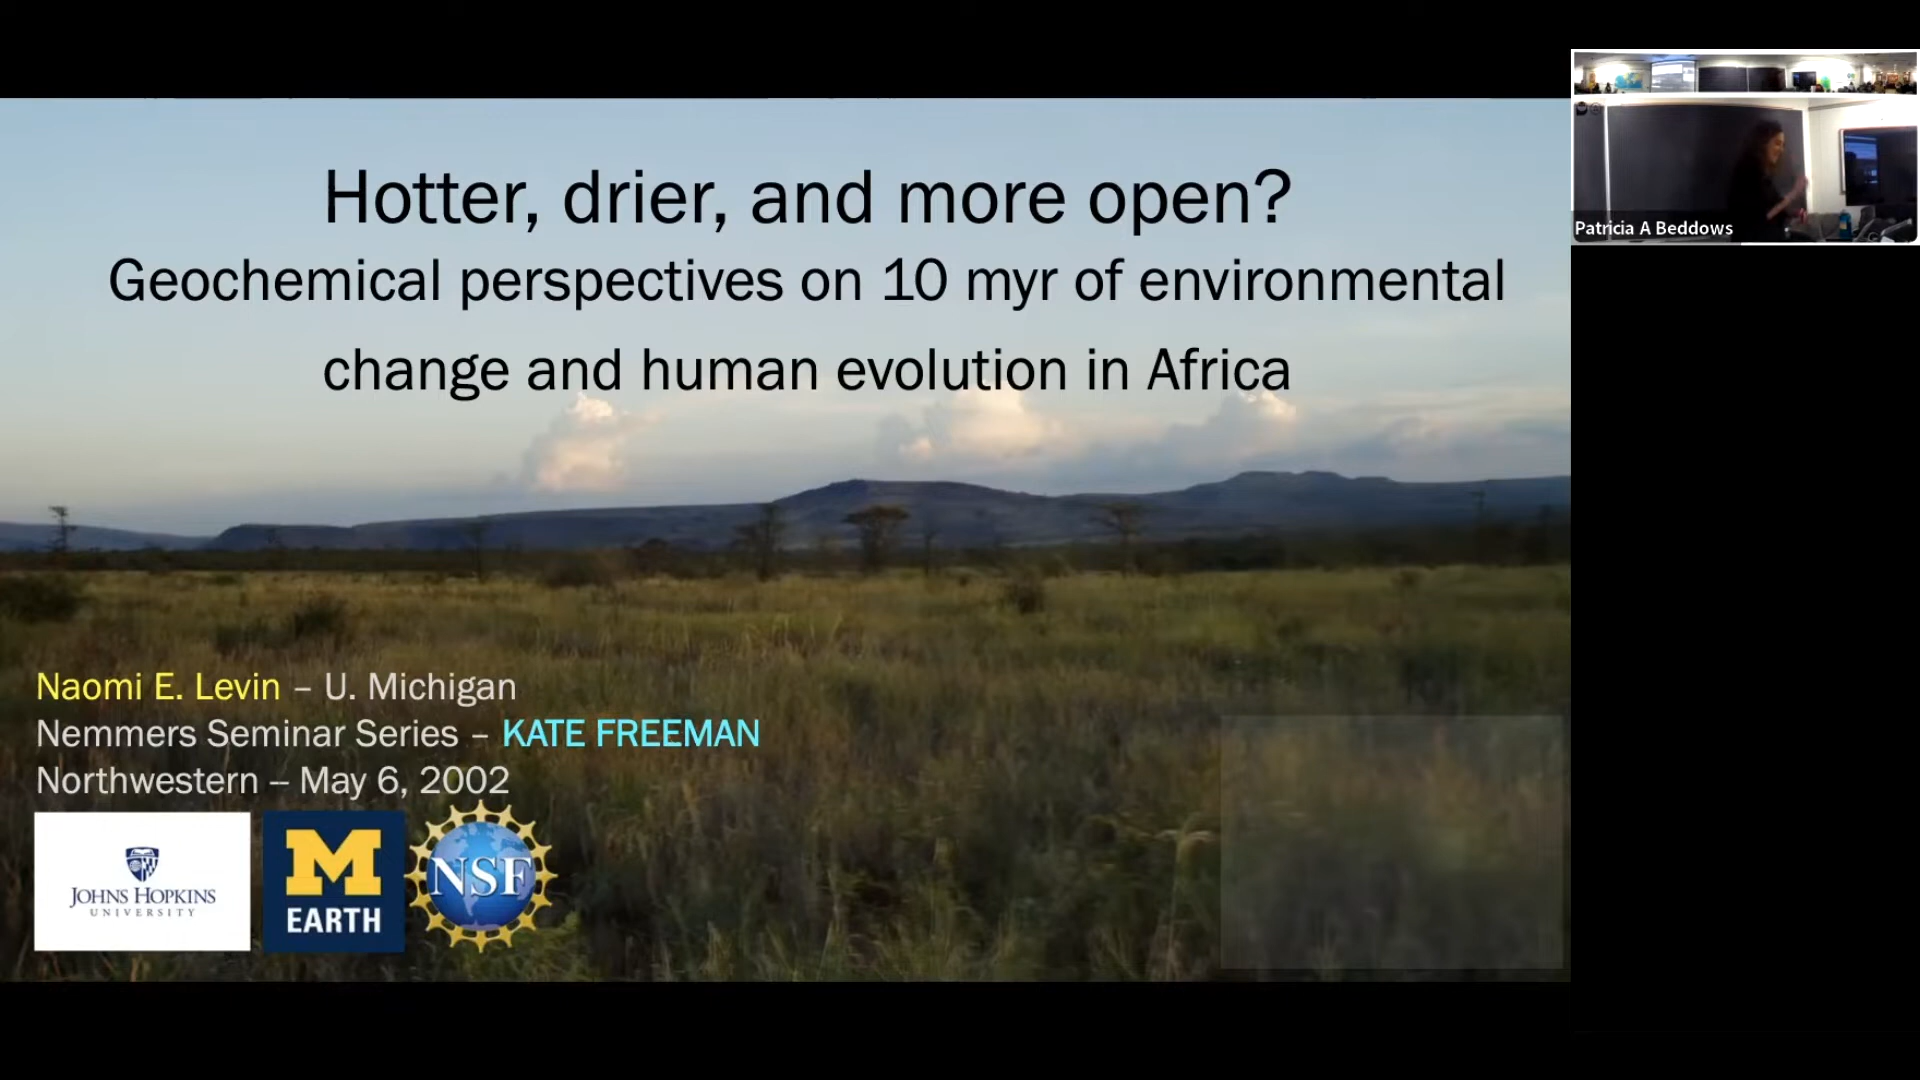 Hotter, drier, and more open?
Geochemical perspectives on 10 myr of environmental
change and human evolution in Africa
Naomi E. Levin – U. Michigan
Nemmers Seminar Series – KATE FREEMAN
Northwestern – May 6, 2002
JOHNS HOPKINS
UNIVERSITY
M
EARTH
NSF
Patricia A Beddows